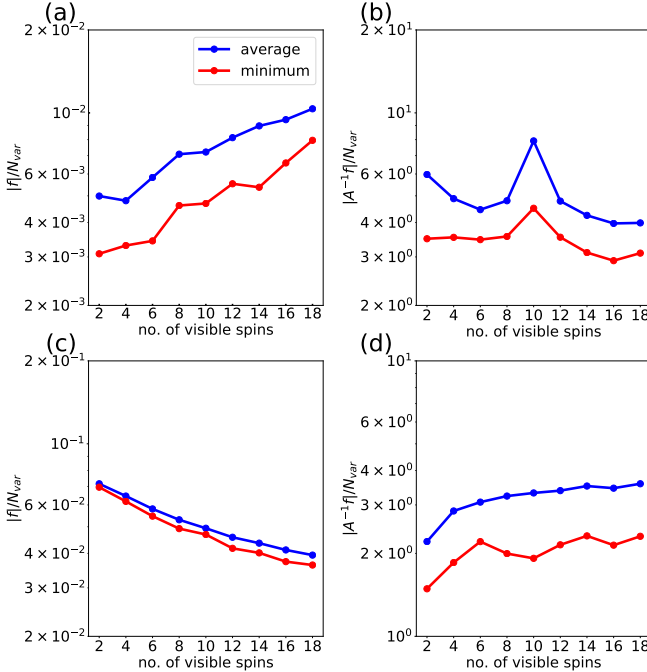 (a)
(b)
2 × 10⁻²
10⁻²
6 × 10⁻³
4 × 10⁻³
3 × 10⁻³
2 × 10⁻³
|f|/N_var
average
minimum
2 4 6 8 10 12 14 16 18
no. of visible spins
2 × 10¹
10¹
6 × 10⁰
4 × 10⁰
3 × 10⁰
2 × 10⁰
|A⁻¹f|/N_var
2 4 6 8 10 12 14 16 18
no. of visible spins
(c)
(d)
2 × 10⁻¹
10⁻¹
6 × 10⁻²
4 × 10⁻²
3 × 10⁻²
2 × 10⁻²
|f|/N_var
2 4 6 8 10 12 14 16 18
no. of visible spins
10¹
6 × 10⁰
3 × 10⁰
2 × 10⁰
10⁰
|A⁻¹f|/N_var
2 4 6 8 10 12 14 16 18
no. of visible spins